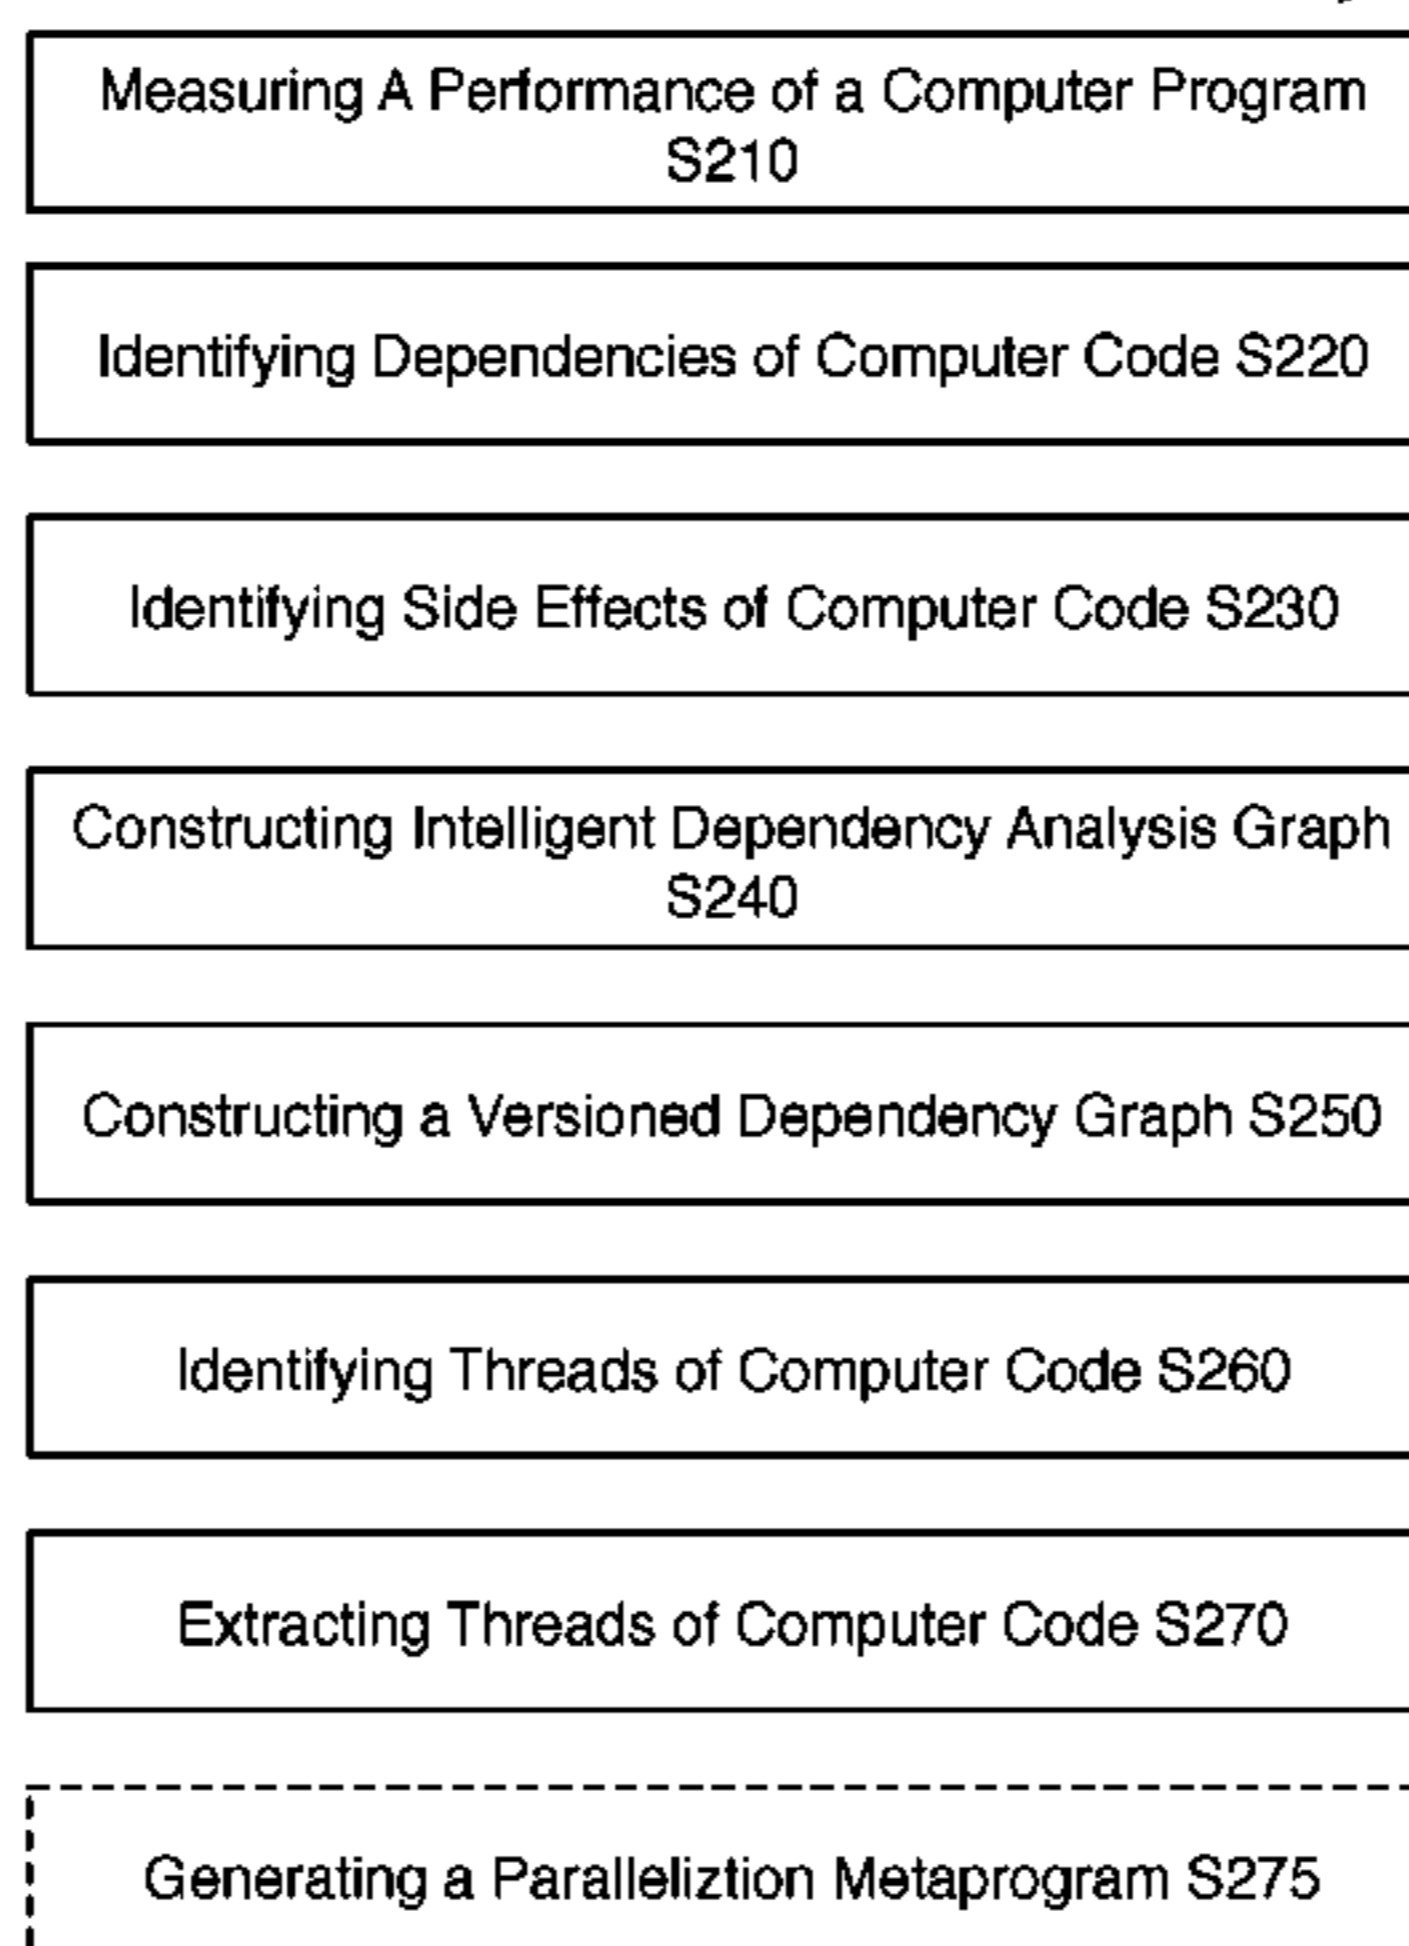 Measuring A Performance of a Computer Program
S210
Identifying Dependencies of Computer Code S220
Identifying Side Effects of Computer Code S230
Constructing Intelligent Dependency Analysis Graph
S240
Constructing a Versioned Dependency Graph S250
Identifying Threads of Computer Code S260
Extracting Threads of Computer Code S270
Generating a Paralleliztion Metaprogram S275